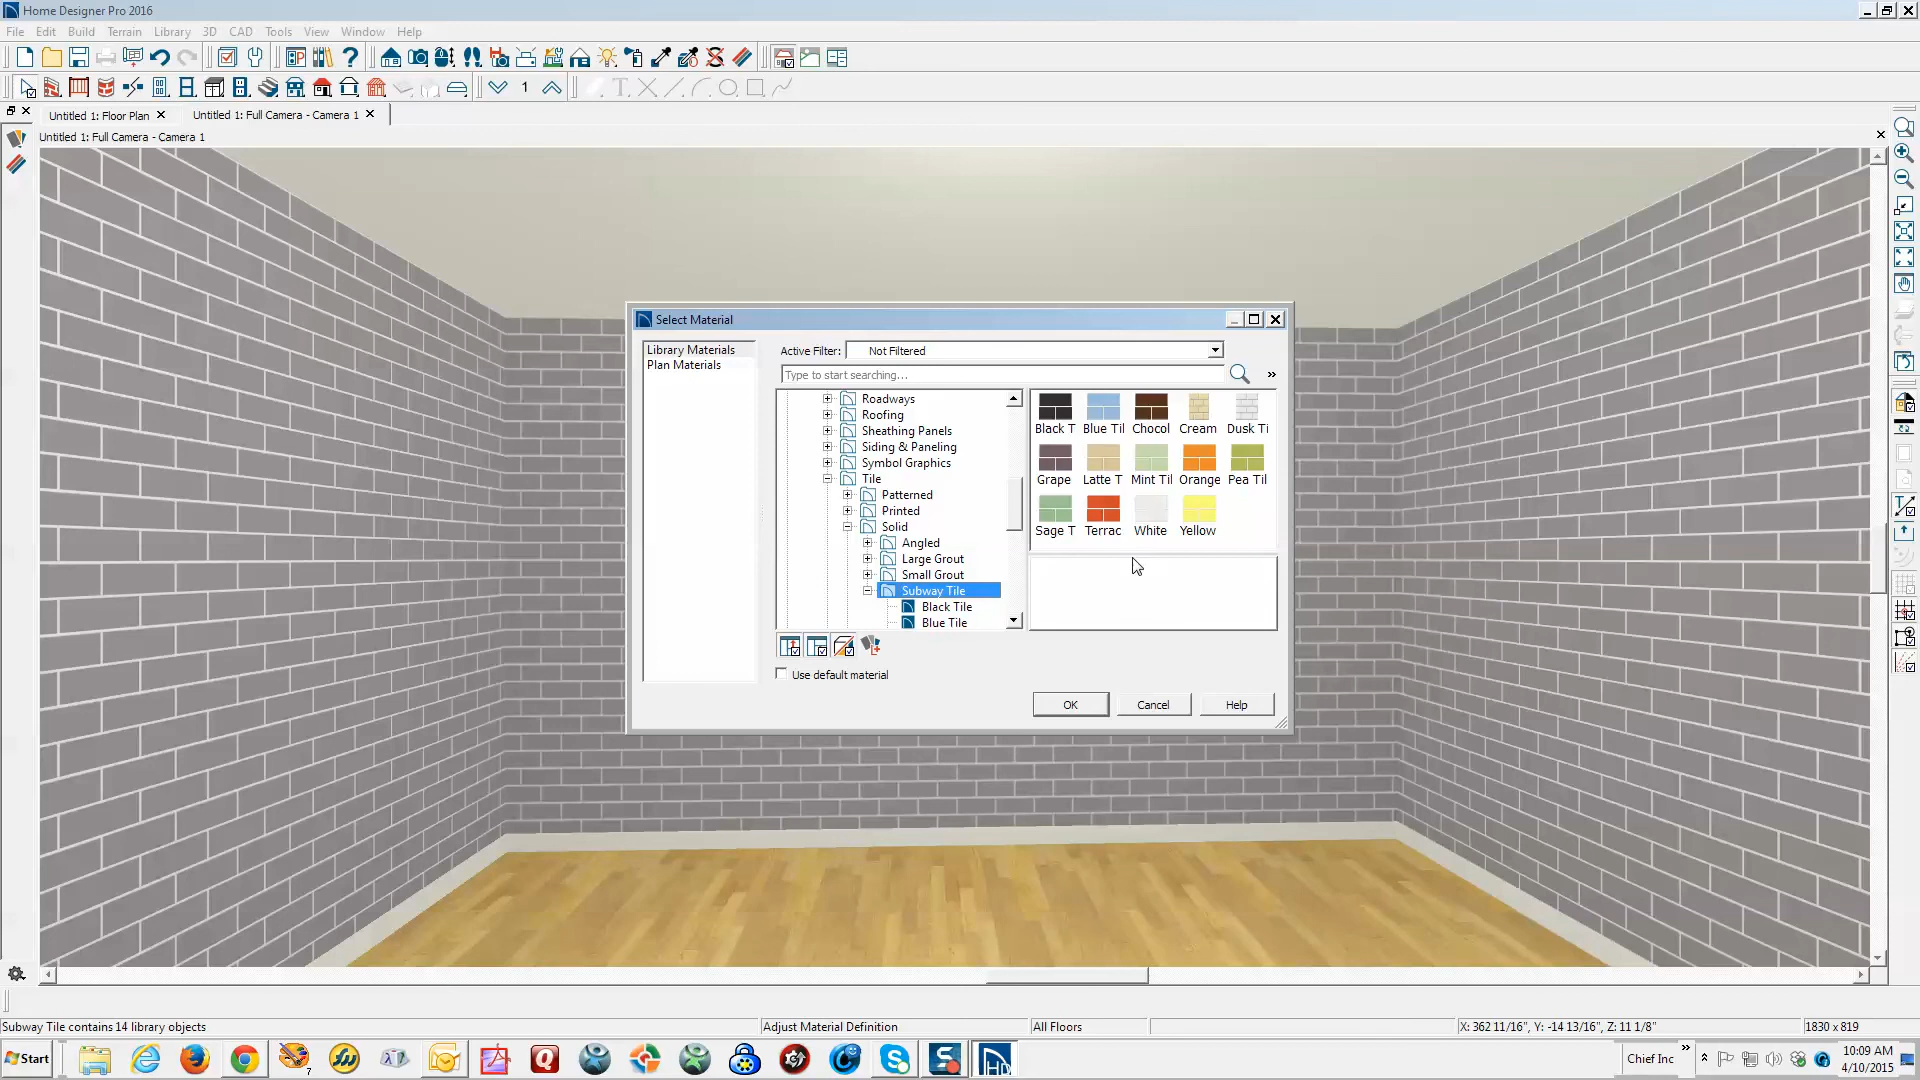 Home Designer Pro 2016
File Edit Build Terrain Library 3D CAD Tools View Window Help
1
Untitled 1: Floor Plan Untitled 1: Full Camera - Camera 1
Untitled 1: Full Camera - Camera 1
Select Material
Library Materials
Plan Materials
Active Filter: Not Filtered
Type to start searching...
Roadways
Roofing
Sheathing Panels
Siding & Paneling
Symbol Graphics
Tile
Patterned
Printed
Solid
Angled
Large Grout
Small Grout
Subway Tile
Black Tile
Blue Tile
Black T Blue Til Chocol Cream Dusk Ti
Grape Latte T Mint Til Orange Pea Til
Sage T Terrac White Yellow
Use default material
OK Cancel Help
Subway Tile contains 14 library objects Adjust Material Definition All Floors X: 362 11/16", Y: -14 13/16", Z: 11 1/8" 1830 x 819
Start Chief Inc 10:09 AM
4/10/2015